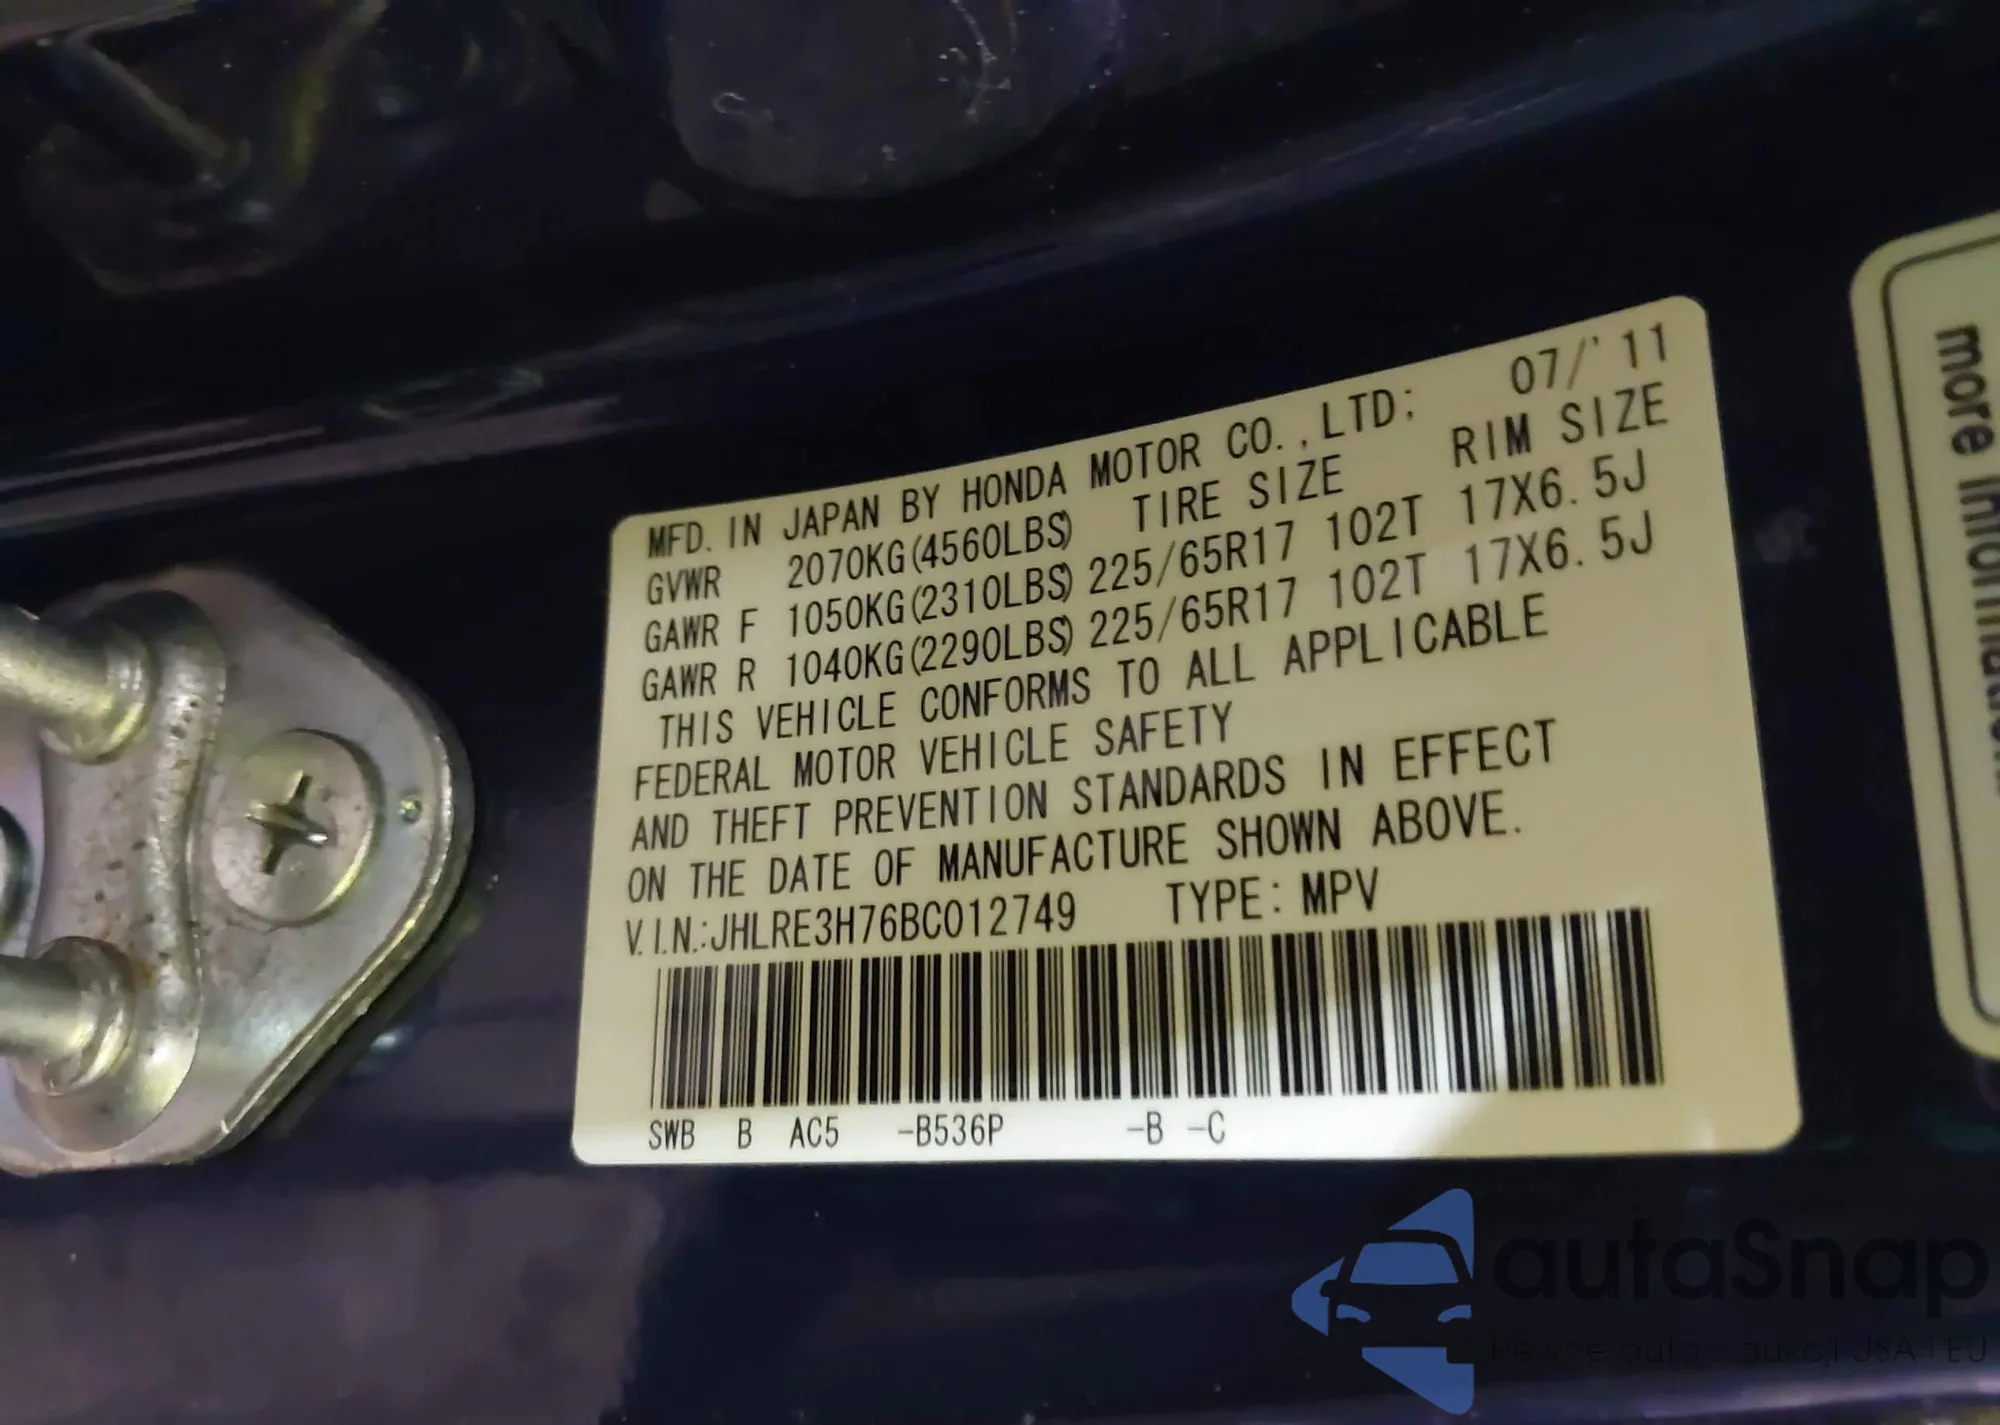 MFD. IN JAPAN BY HONDA MOTOR CO.,LTD: 07/'11
GVWR 2070KG(4560LBS) TIRE SIZE RIM SIZE
GAWR F 1050KG(2310LBS) 225/65R17 102T 17X6.5J
GAWR R 1040KG(2290LBS) 225/65R17 102T 17X6.5J
THIS VEHICLE CONFORMS TO ALL APPLICABLE
FEDERAL MOTOR VEHICLE SAFETY
AND THEFT PREVENTION STANDARDS IN EFFECT
ON THE DATE OF MANUFACTURE SHOWN ABOVE.
V.I.N.:JHLRE3H76BC012749 TYPE: MPV
SWB B AC5 -B536P -B -C
more information
autaSnap